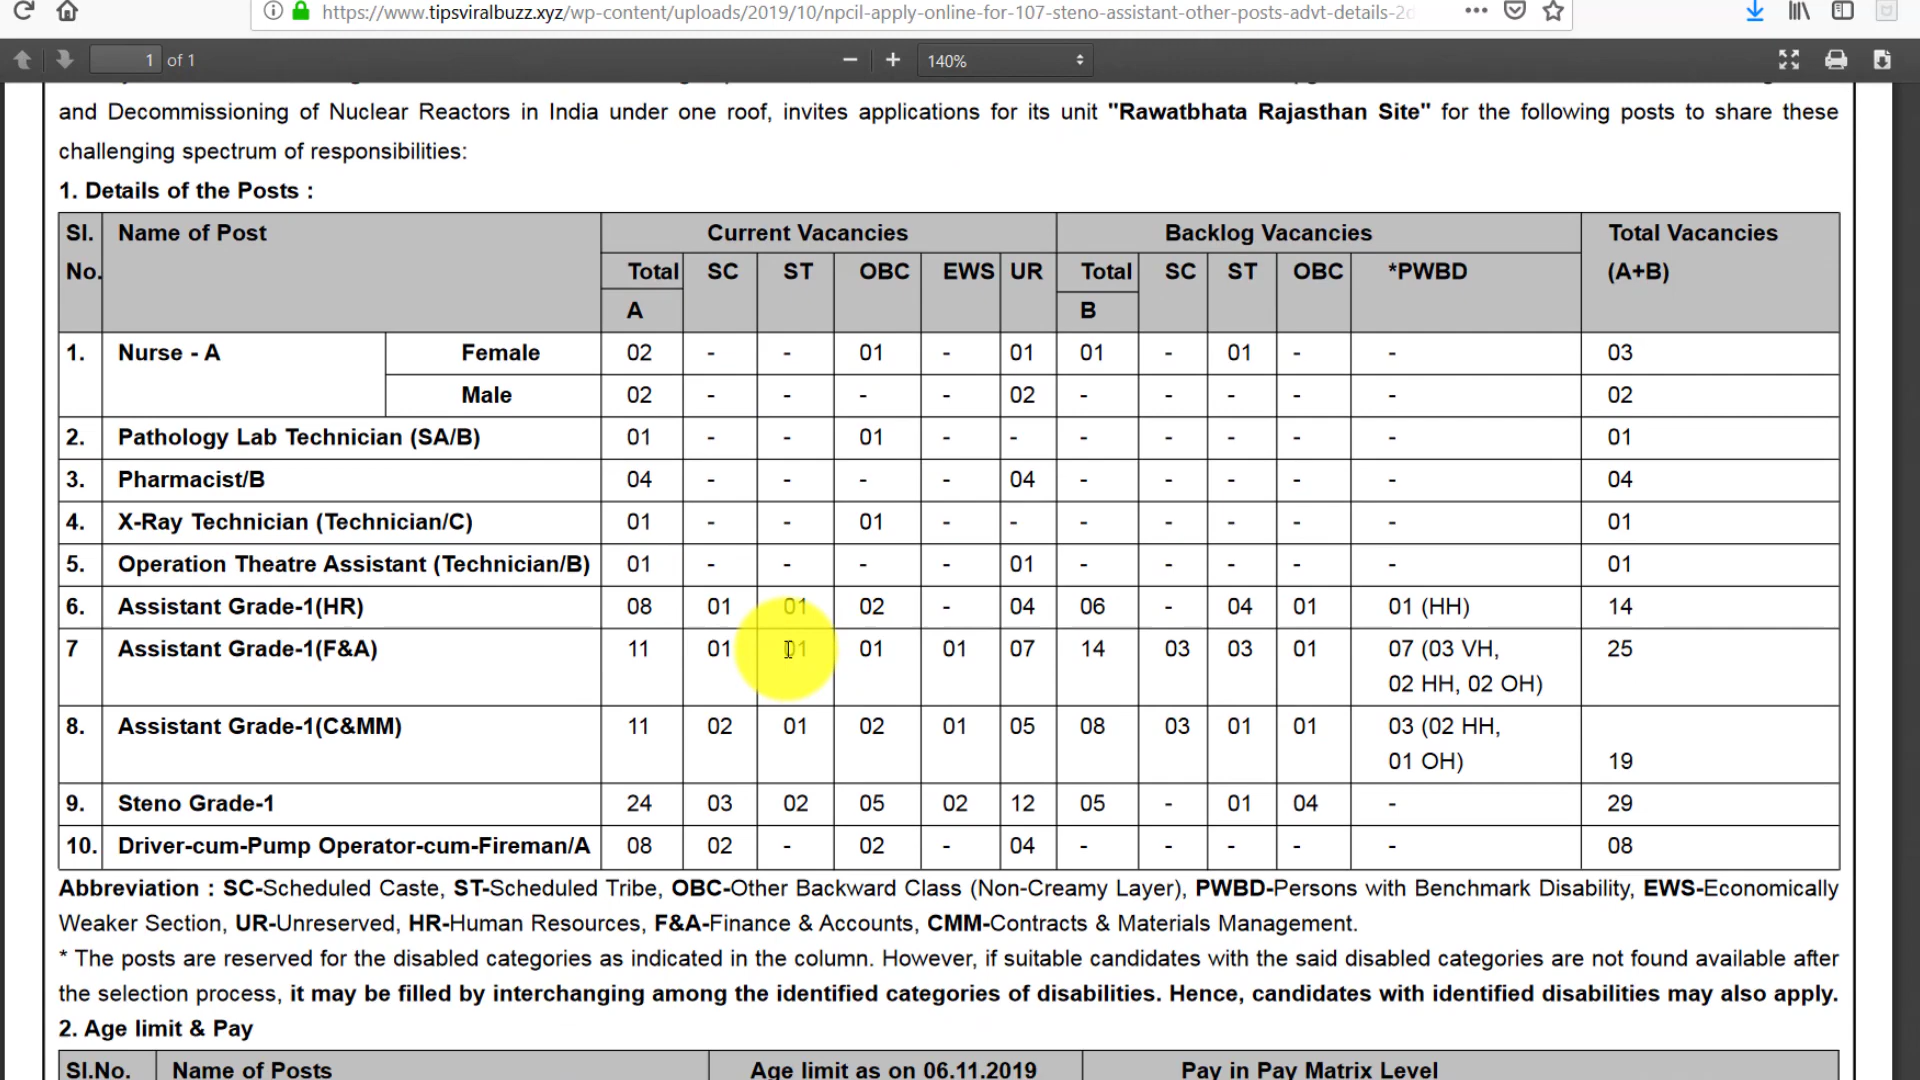 https://www.tipsviralbuzz.xyz/wp-content/uploads/2019/10/npcil-apply-online-for-107-steno-assistant-other-posts-advt-details-2d
1 of 1 140%
and Decommissioning of Nuclear Reactors in India under one roof, invites applications for its unit "Rawatbhata Rajasthan Site" for the following posts to share these
challenging spectrum of responsibilities:
1. Details of the Posts :
Sl. Name of Post Current Vacancies Backlog Vacancies Total Vacancies
No. Total SC ST OBC EWS UR Total SC ST OBC *PWBD (A+B)
A B
1. Nurse - A Female 02 - - 01 - 01 01 - 01 - - 03
Male 02 - - - - 02 - - - - - 02
2. Pathology Lab Technician (SA/B) 01 - - 01 - - - - - - - 01
3. Pharmacist/B 04 - - - - 04 - - - - - 04
4. X-Ray Technician (Technician/C) 01 - - 01 - - - - - - - 01
5. Operation Theatre Assistant (Technician/B) 01 - - - - 01 - - - - - 01
6. Assistant Grade-1(HR) 08 01 01 02 - 04 06 - 04 01 01 (HH) 14
7 Assistant Grade-1(F&A) 11 01 01 01 01 07 14 03 03 01 07 (03 VH, 25
02 HH, 02 OH)
8. Assistant Grade-1(C&MM) 11 02 01 02 01 05 08 03 01 01 03 (02 HH,
01 OH) 19
9. Steno Grade-1 24 03 02 05 02 12 05 - 01 04 - 29
10. Driver-cum-Pump Operator-cum-Fireman/A 08 02 - 02 - 04 - - - - - 08
Abbreviation : SC-Scheduled Caste, ST-Scheduled Tribe, OBC-Other Backward Class (Non-Creamy Layer), PWBD-Persons with Benchmark Disability, EWS-Economically
Weaker Section, UR-Unreserved, HR-Human Resources, F&A-Finance & Accounts, CMM-Contracts & Materials Management.
* The posts are reserved for the disabled categories as indicated in the column. However, if suitable candidates with the said disabled categories are not found available after
the selection process, it may be filled by interchanging among the identified categories of disabilities. Hence, candidates with identified disabilities may also apply.
2. Age limit & Pay
Sl.No. Name of Posts Age limit as on 06.11.2019 Pay in Pay Matrix Level